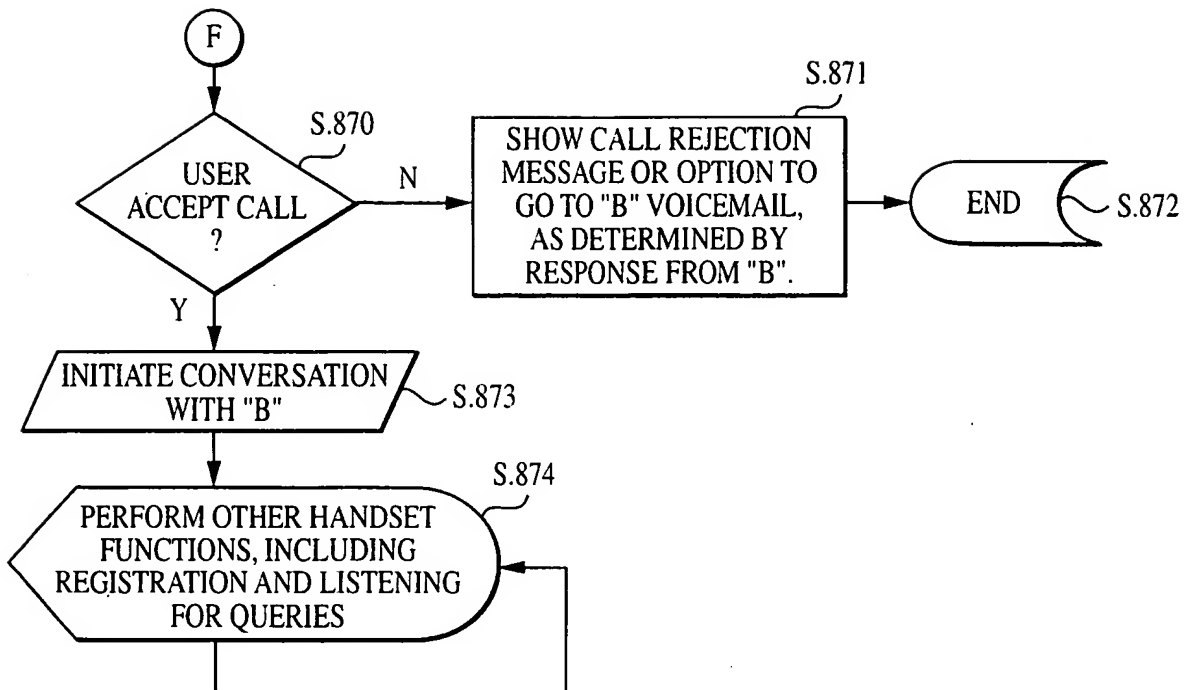 F
S.870
USER
ACCEPT CALL
?
N
Y
S.871
SHOW CALL REJECTION
MESSAGE OR OPTION TO
GO TO "B" VOICEMAIL,
AS DETERMINED BY
RESPONSE FROM "B".
END
S.872
INITIATE CONVERSATION
WITH "B"
S.873
S.874
PERFORM OTHER HANDSET
FUNCTIONS, INCLUDING
REGISTRATION AND LISTENING
FOR QUERIES